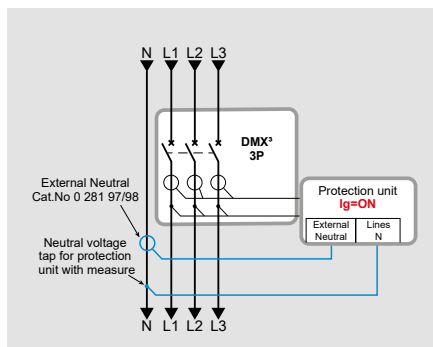 N L1 L2 L3
DMX³
3P
External Neutral
Cat.No 0 281 97/98
Protection unit
Ig=ON
External
Neutral
Lines
N
Neutral voltage
tap for protection
unit with measure
N L1 L2 L3